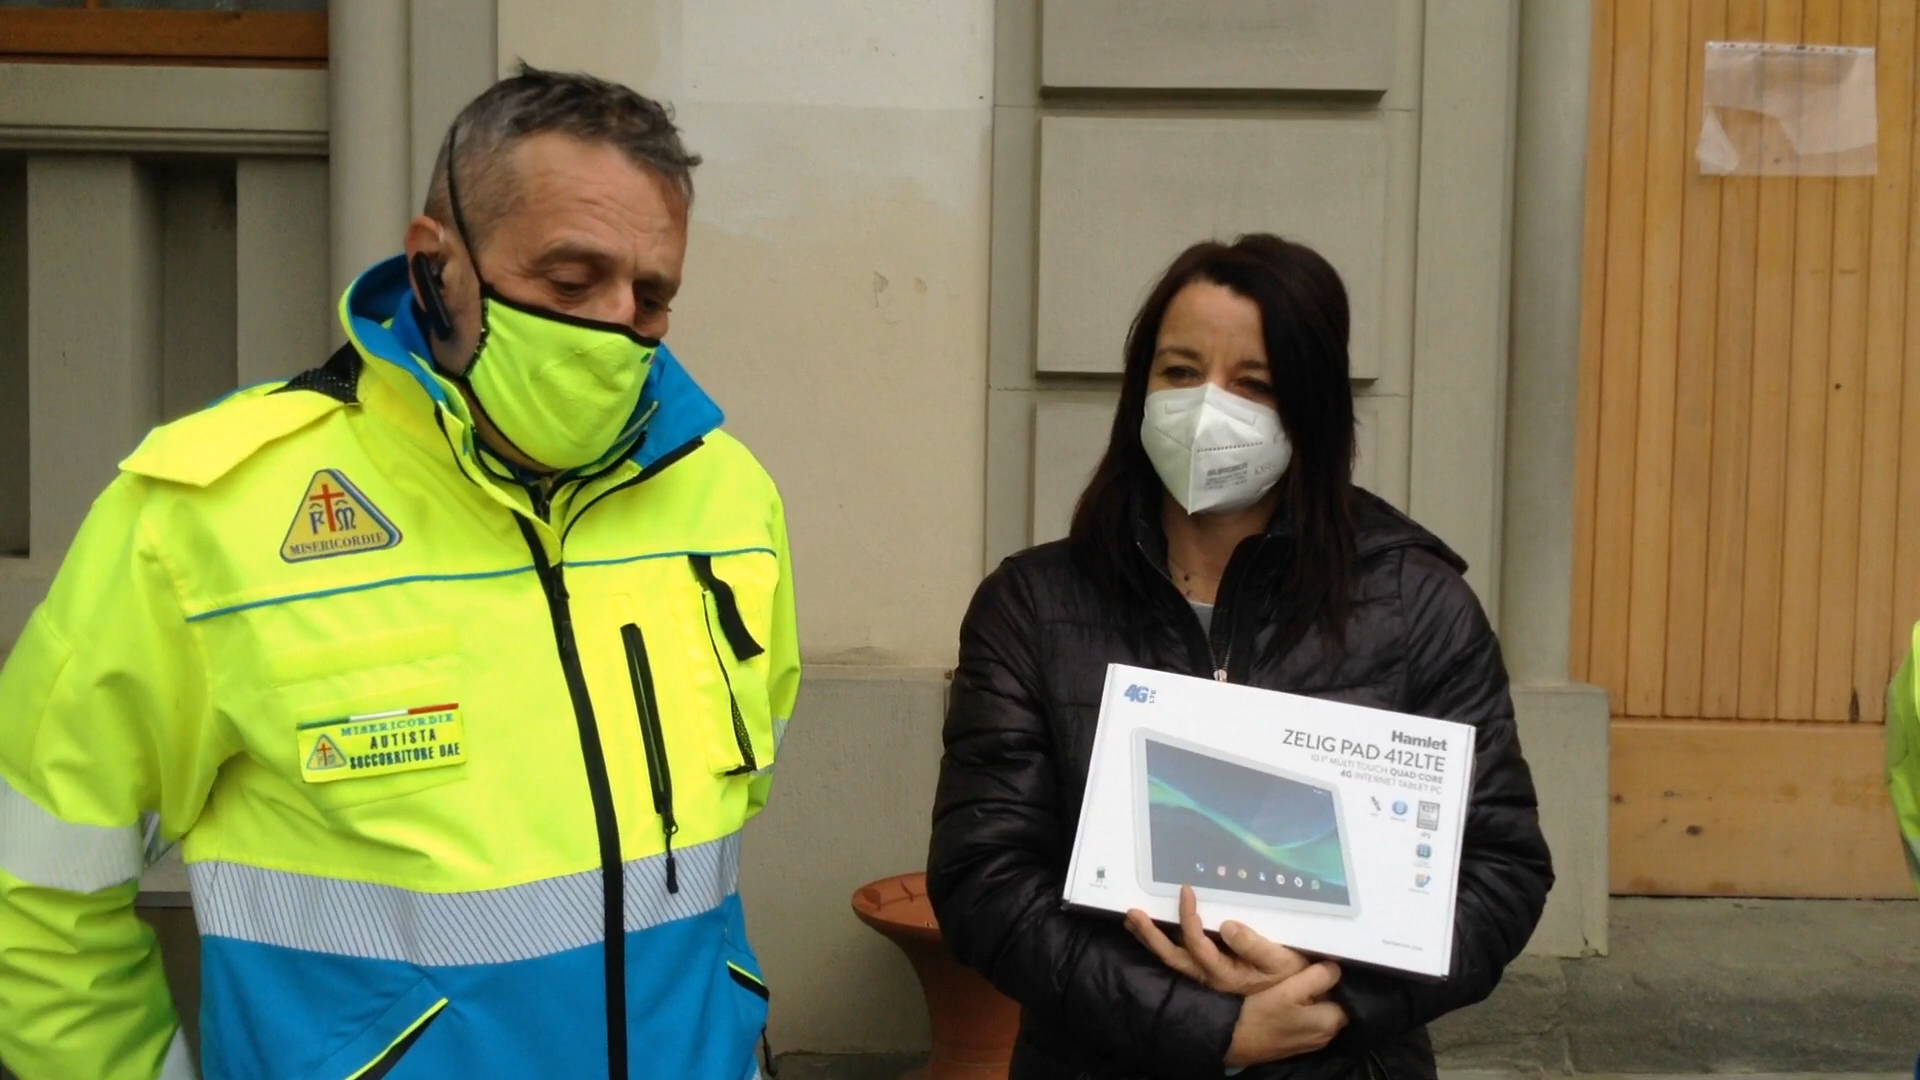 MISERICORDIE
MISERICORDIE
AUTISTA
SOCCORRITORE DAE
4G LTE
Hamlet
ZELIG PAD 412LTE
10.1" MULTI TOUCH QUAD CORE
4G INTERNET TABLET PC